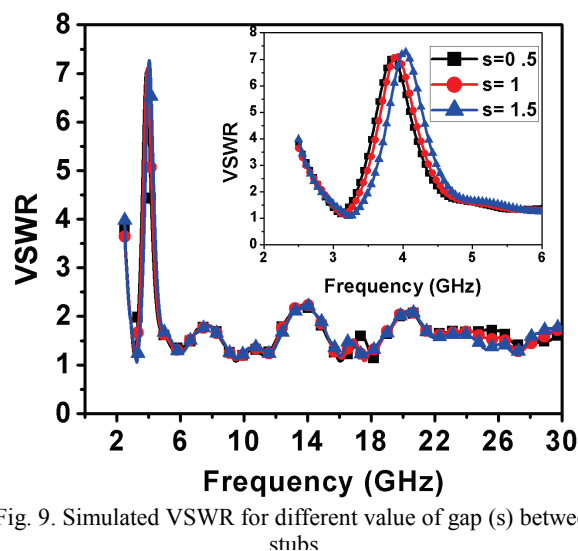 8
7
6
5
4
3
2
1
0
VSWR
2 6 10 14 18 22 26 30
Frequency (GHz)
8
7
6
5
4
3
2
1
0
VSWR
2 3 4 5 6
Frequency (GHz)
s=0 .5
s= 1
s= 1.5
Fig. 9. Simulated VSWR for different value of gap (s) betwe
stubs